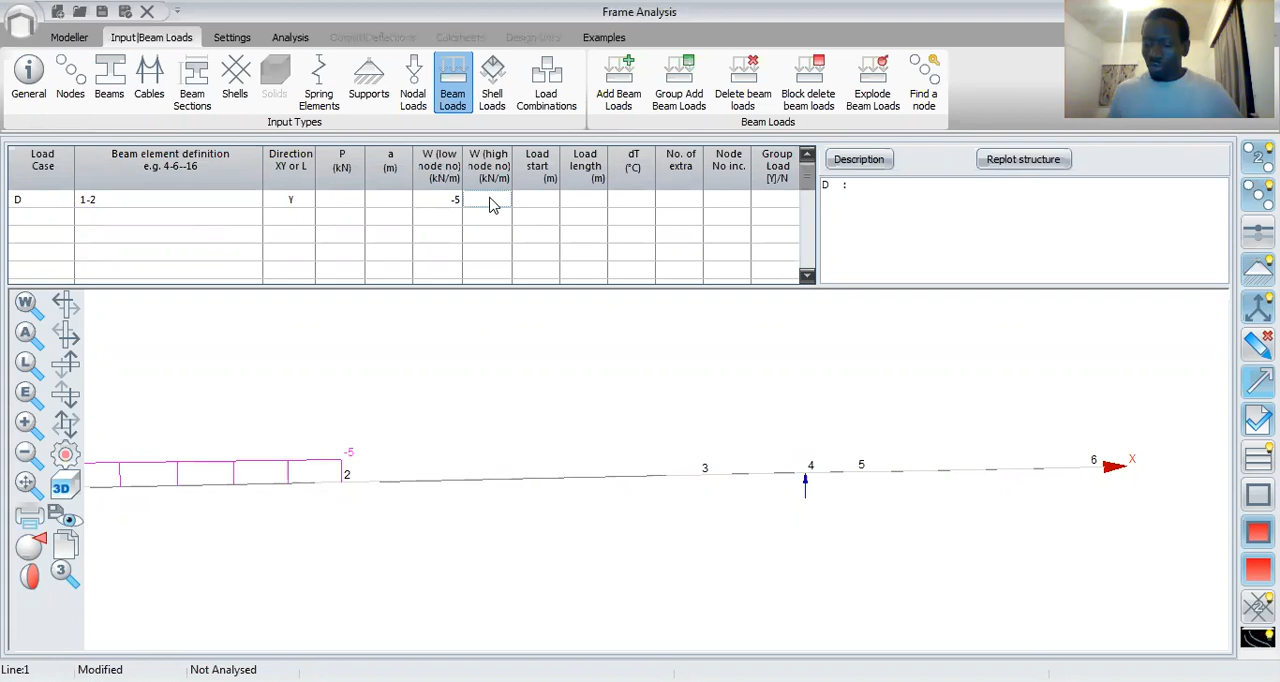 Frame Analysis
Modeller
Input|Beam Loads
Settings
Analysis
Examples
General
Nodes
Beams
Cables
Beam Sections
Shells
Solids
Spring Elements
Supports
Nodal Loads
Beam Loads
Shell Loads
Load Combinations
Add Beam Loads
Group Add Beam Loads
Delete beam loads
Block delete beam loads
Explode Beam Loads
Find a node
Input Types
Beam Loads
Load Case
Beam element definition e.g. 4-6--16
Direction XY or L
P (kN)
a (m)
W (low node no) (kN/m)
W (high node no) (kN/m)
Load start (m)
Load length (m)
dT (°C)
No. of extra
Node No inc.
Group Load [Y]/N
Description
Replot structure
D 1-2 Y -5
D :
W
A
L
E
3D
3
-5
2
3
4
5
6
X
2
2
Line:1
Modified
Not Analysed